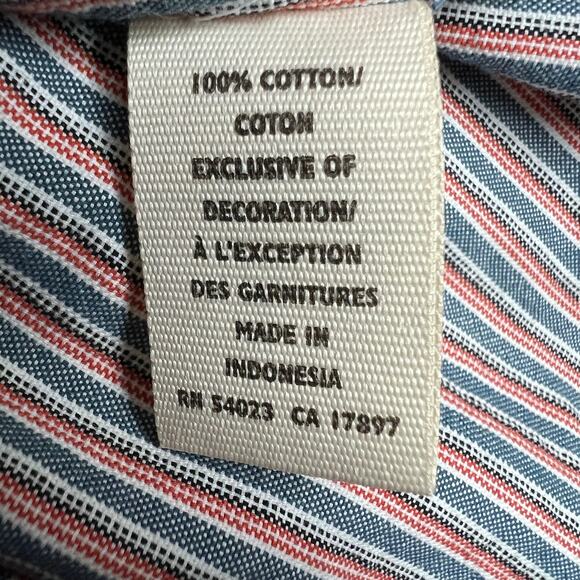 100% COTTON/
COTON
EXCLUSIVE OF
DECORATION/
À L'EXCEPTION
DES GARNITURES
MADE IN
INDONESIA
RN 54023 CA 17897